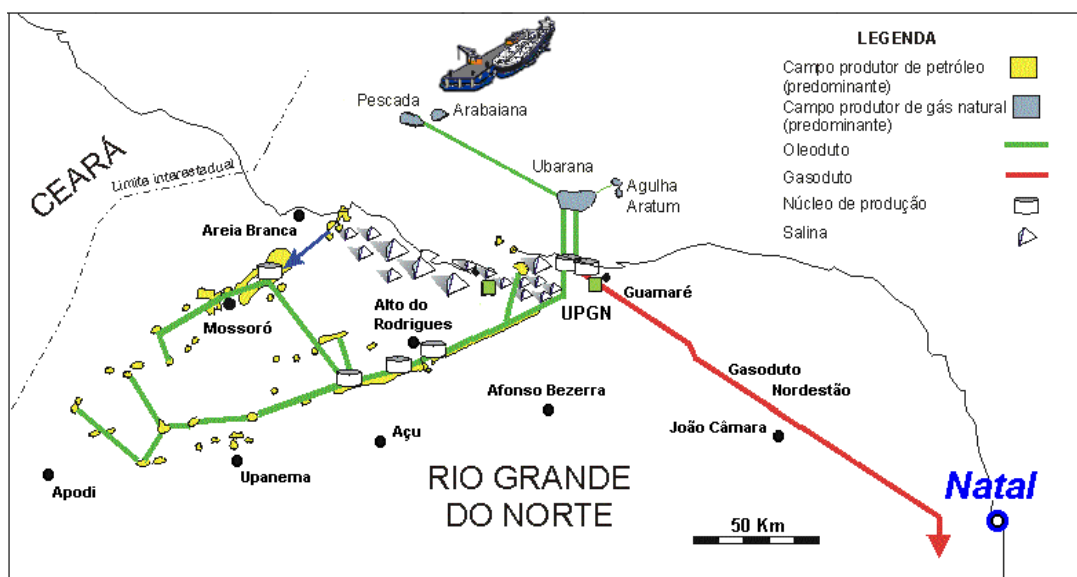 LEGENDA
Campo produtor de petróleo
(predominante)
Campo produtor de gás natural
(predominante)
Oleoduto
Gasoduto
Núcleo de produção
Salina
Pescada
Arabaiana
Ubarana
Agulha
Aratum
CEARÁ
Limite interestadual
Areia Branca
Mossoró
Alto do
Rodrigues
UPGN
Guamaré
Gasoduto
Nordestão
Afonso Bezerra
João Câmara
Açu
Upanema
Apodi
RIO GRANDE
DO NORTE
Natal
50 Km